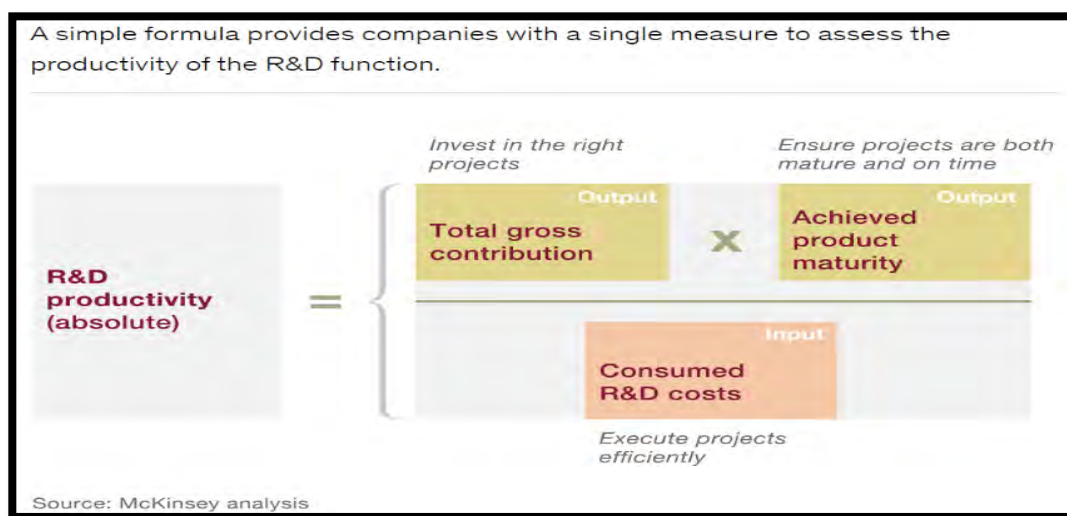 A simple formula provides companies with a single measure to assess the
productivity of the R&D function.
Invest in the right
projects
Ensure projects are both
mature and on time
Output
Total gross
contribution
X
Output
Achieved
product
maturity
R&D
productivity
(absolute)
=
Input
Consumed
R&D costs
Execute projects
efficiently
Source: McKinsey analysis